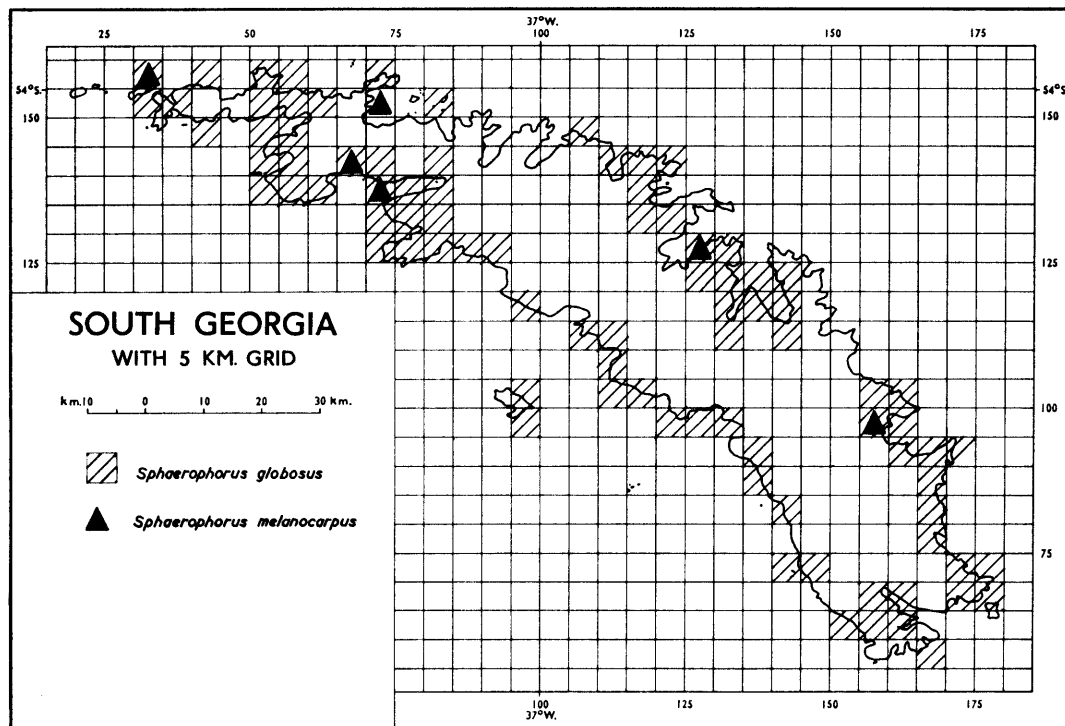 37°W.
25 50 75 100 125 150 175
54°S. 54°S.
150 150
125 125
SOUTH GEORGIA
WITH 5 KM. GRID
km. 10 0 10 20 30 km.
100
Sphaerophorus globosus
Sphaerophorus melanocarpus
75
100 125 150 175
37°W.